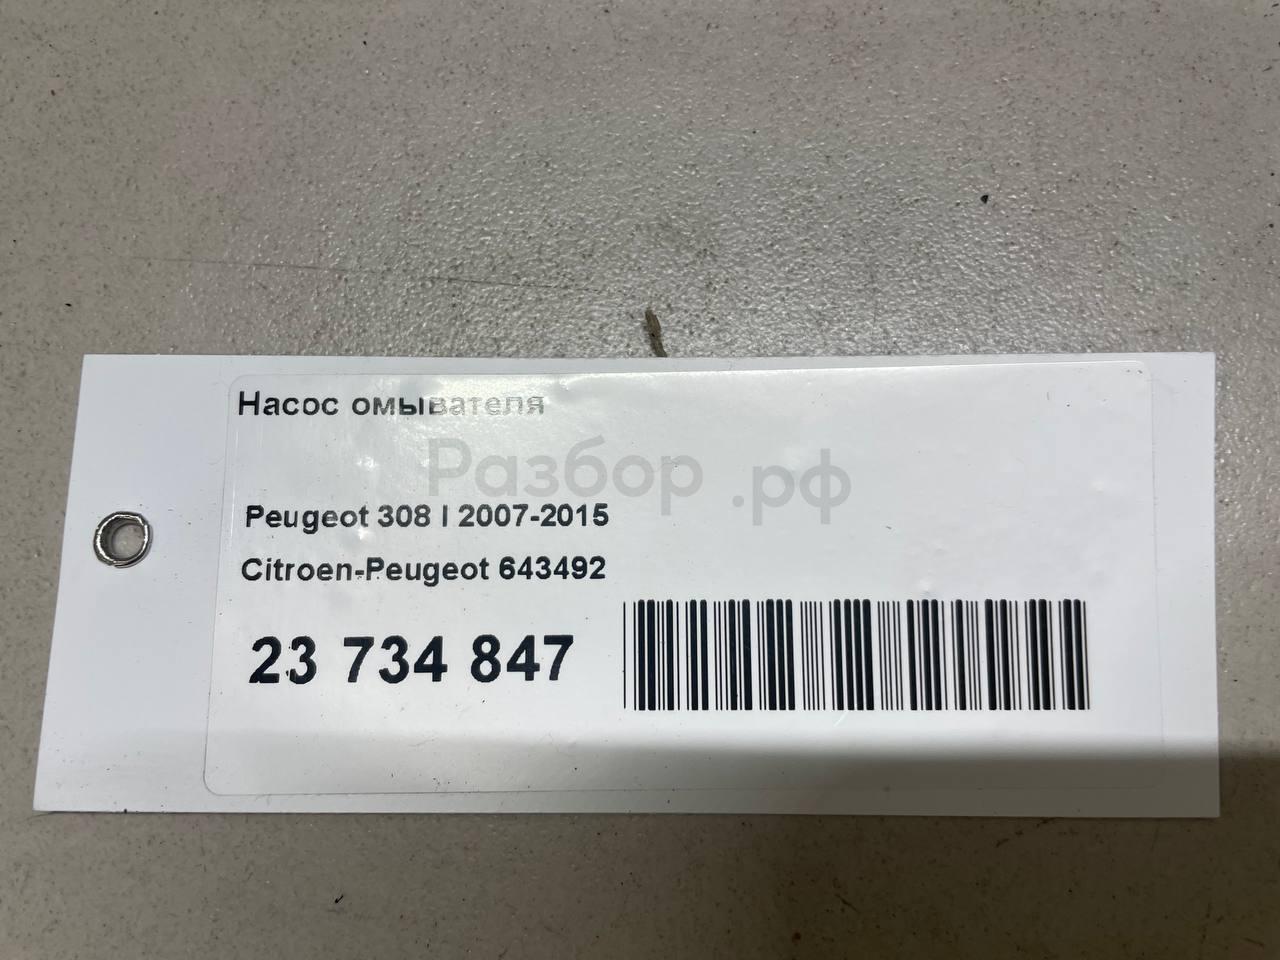 Насос омывателя
Разбор.рф
Peugeot 308 I 2007-2015
Citroen-Peugeot 643492
23 734 847